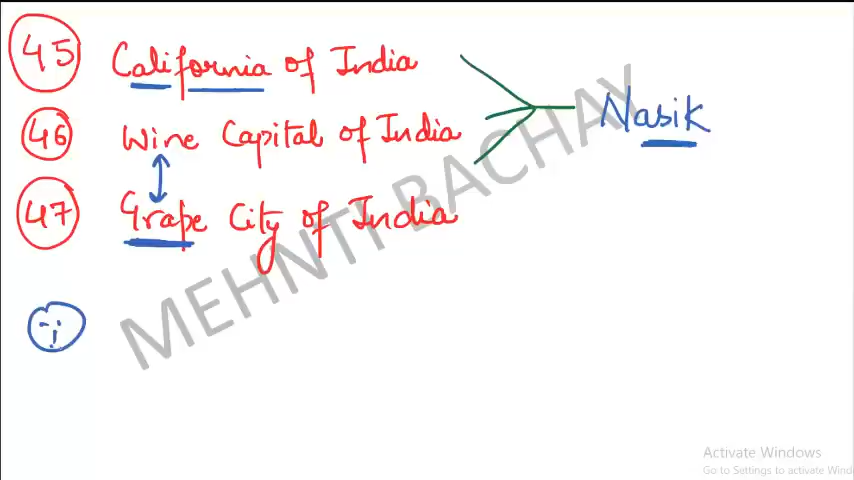 45 California of India
46 Wine Capital of India
Nasik
47 Grape City of India
MEHNTI BACHAY
Activate Windows
Go to Settings to activate Wind